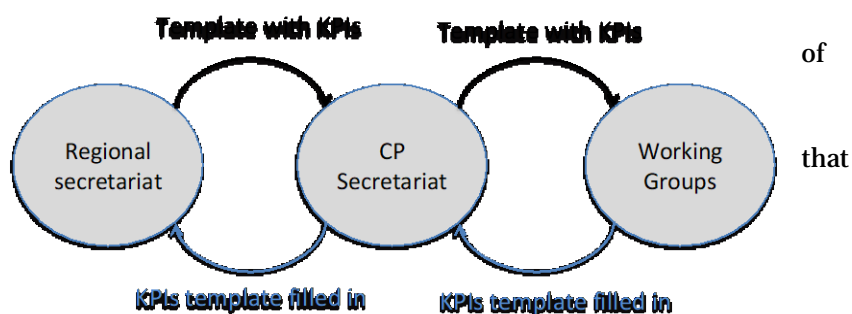 Template with KPIs
Template with KPIs
of
Regional
secretariat
CP
Secretariat
Working
Groups
that
KPIs template filled in
KPIs template filled in